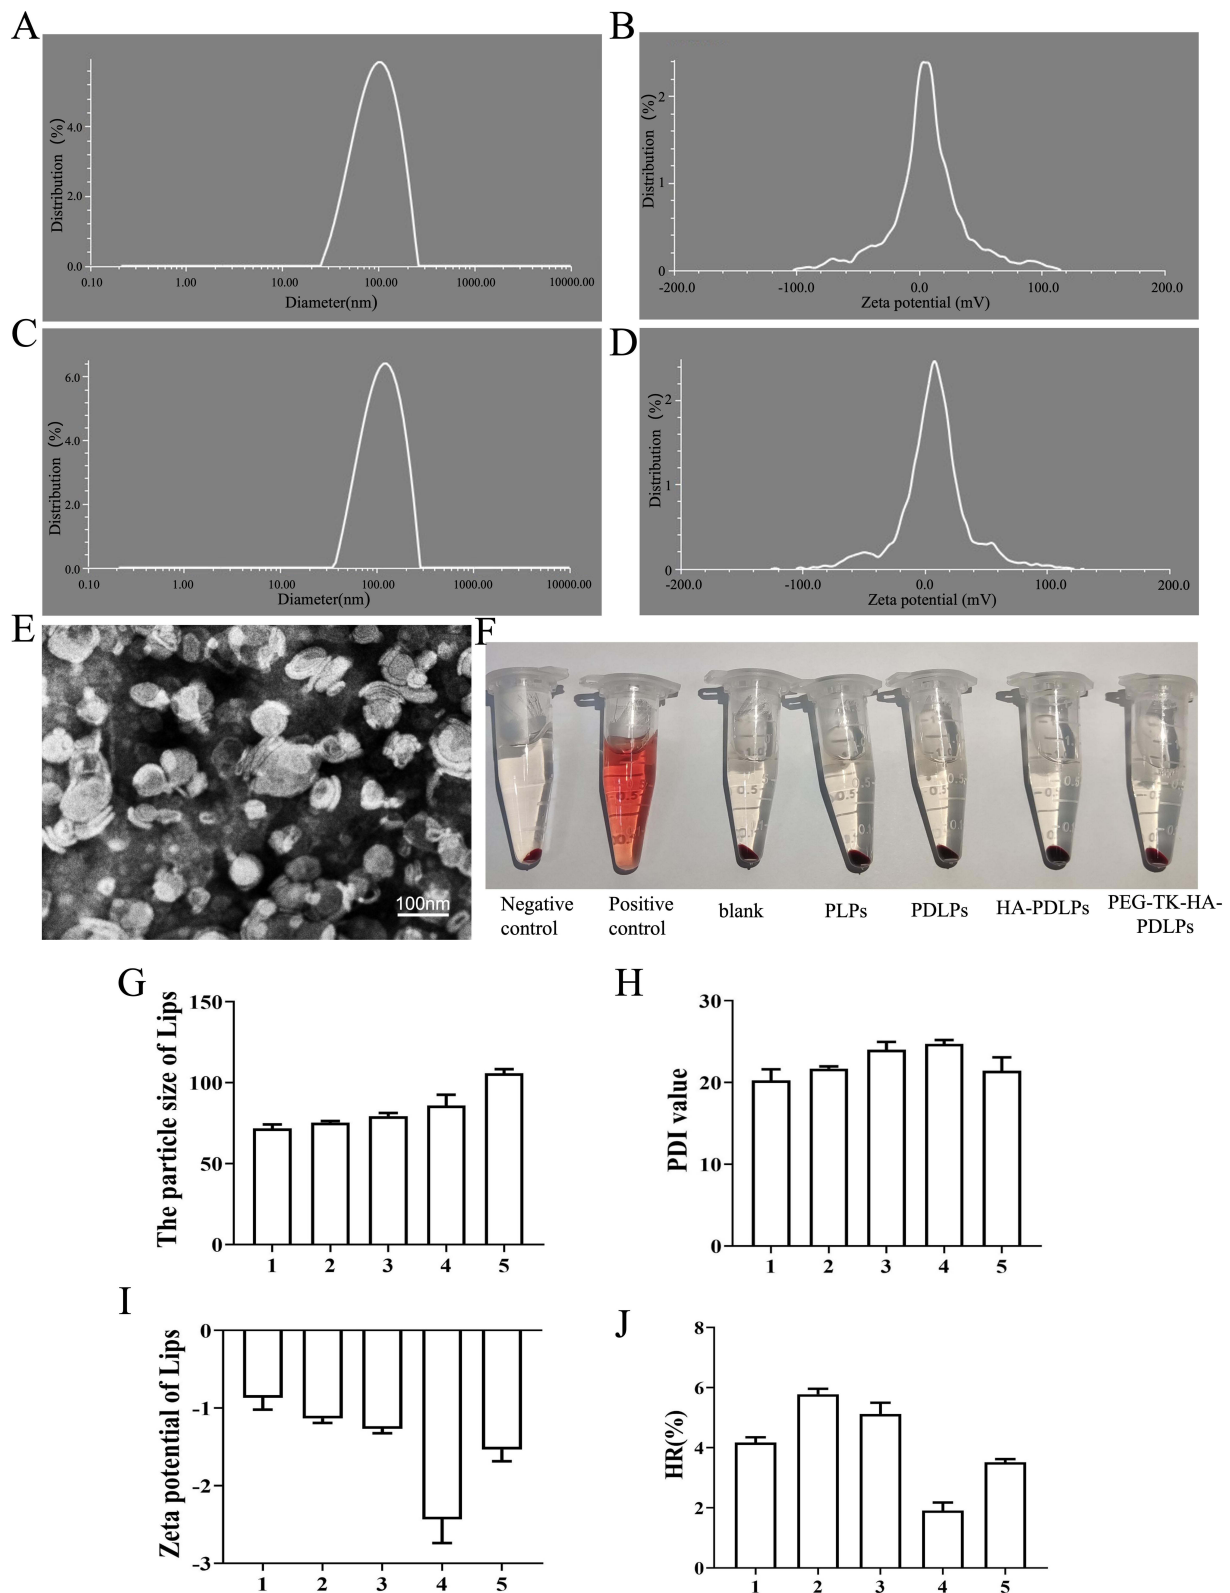 A
B
Distribution (%)
4.0
2.0
0.0
0.10
1.00
10.00
100.00
1000.00
10000.00
Diameter(nm)
Distribution (%)
2
1
0
-200.0
-100.0
0.0
100.0
200.0
Zeta potential (mV)
C
D
Distribution (%)
6.0
4.0
2.0
0.0
0.10
1.00
10.00
100.00
1000.00
10000.00
Diameter(nm)
Distribution (%)
2
1
0
-200.0
-100.0
0.0
100.0
200.0
Zeta potential (mV)
E
100nm
F
Negative
control
Positive
control
blank
PLPs
PDLPs
HA-PDLPs
PEG-TK-HA-
PDLPs
G
The particle size of Lips
150
100
50
0
1
2
3
4
5
H
PDI value
30
20
10
0
1
2
3
4
5
I
Zeta potential of Lips
0
-1
-2
-3
1
2
3
4
5
J
HR(%)
8
6
4
2
0
1
2
3
4
5